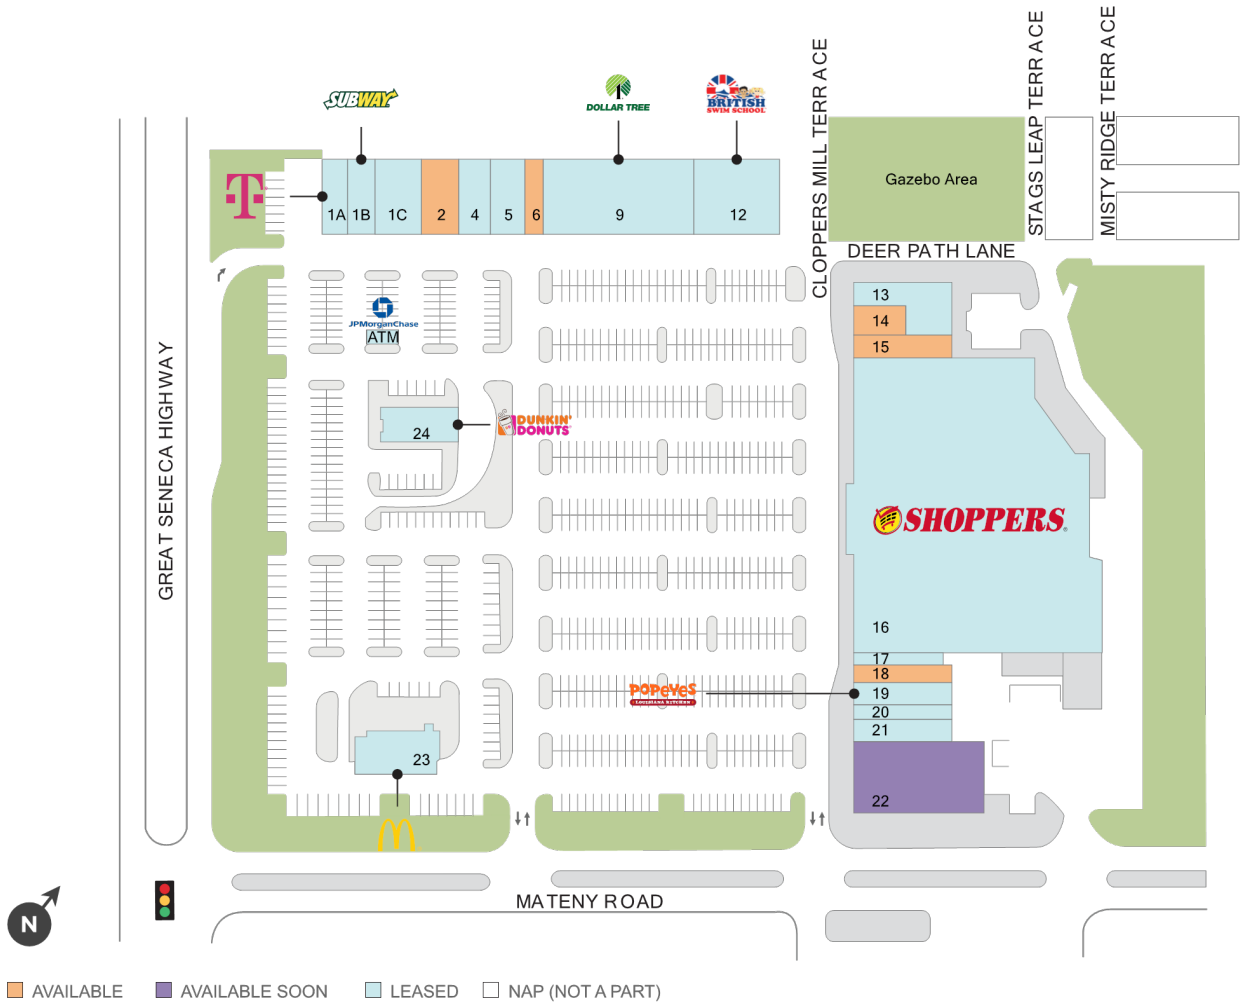 SUBWAY
DOLLAR TREE
BRITISH
SWIM SCHOOL
CLOPPERS MILL TERRACE
STAGS LEAP TERRACE
MISTY RIDGE TERRACE
T
1A
1B
1C
2
4
5
6
9
12
Gazebo Area
DEER PATH LANE
GREAT SENECA HIGHWAY
JPMorganChase
ATM
13
14
15
24
DUNKIN'
DONUTS
SHOPPERS
16
17
18
POPEYES
LOUISIANA KITCHEN
19
20
21
23
22
MATENY ROAD
N
AVAILABLE
AVAILABLE SOON
LEASED
NAP (NOT A PART)